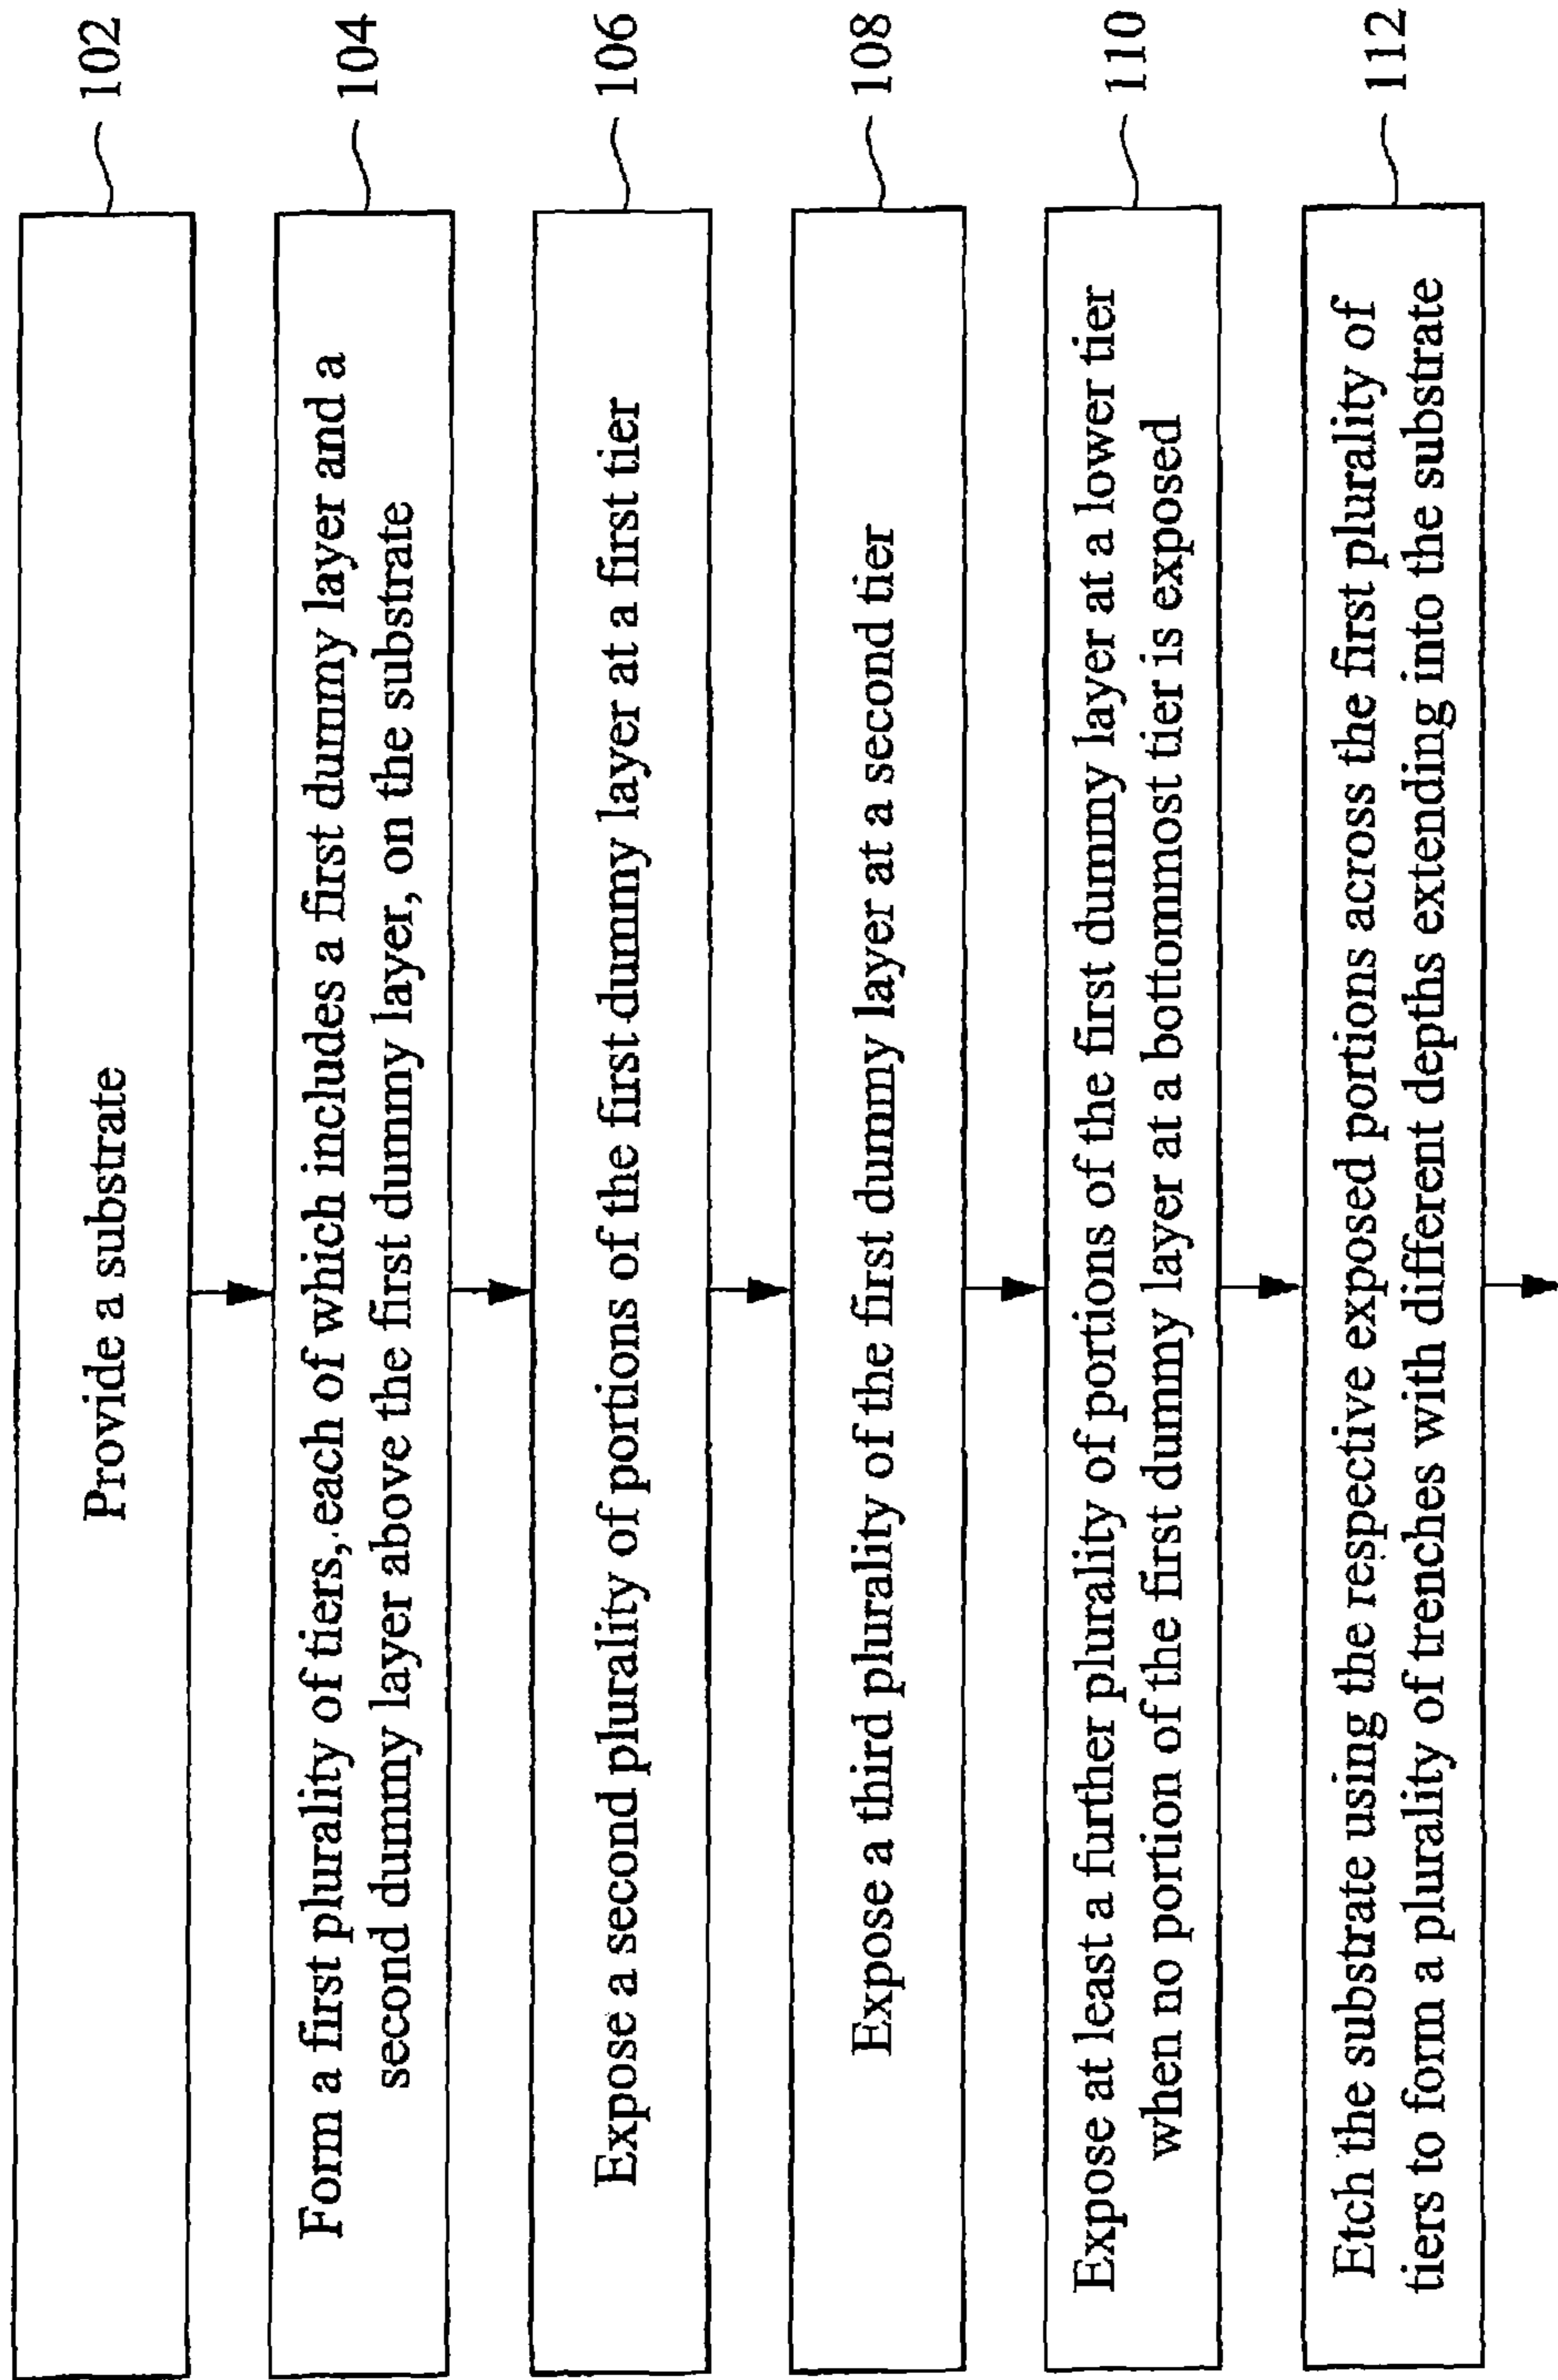 Provide a substrate
102
Form a first plurality of tiers, each of which includes a first dummy layer and a
second dummy layer above the first dummy layer, on the substrate
104
Expose a second plurality of portions of the first dummy layer at a first tier
106
Expose a third plurality of the first dummy layer at a second tier
108
Expose at least a further plurality of portions of the first dummy layer at a lower tier
when no portion of the first dummy layer at a bottommost tier is exposed
110
Etch the substrate using the respective exposed portions across the first plurality of
tiers to form a plurality of trenches with different depths extending into the substrate
112